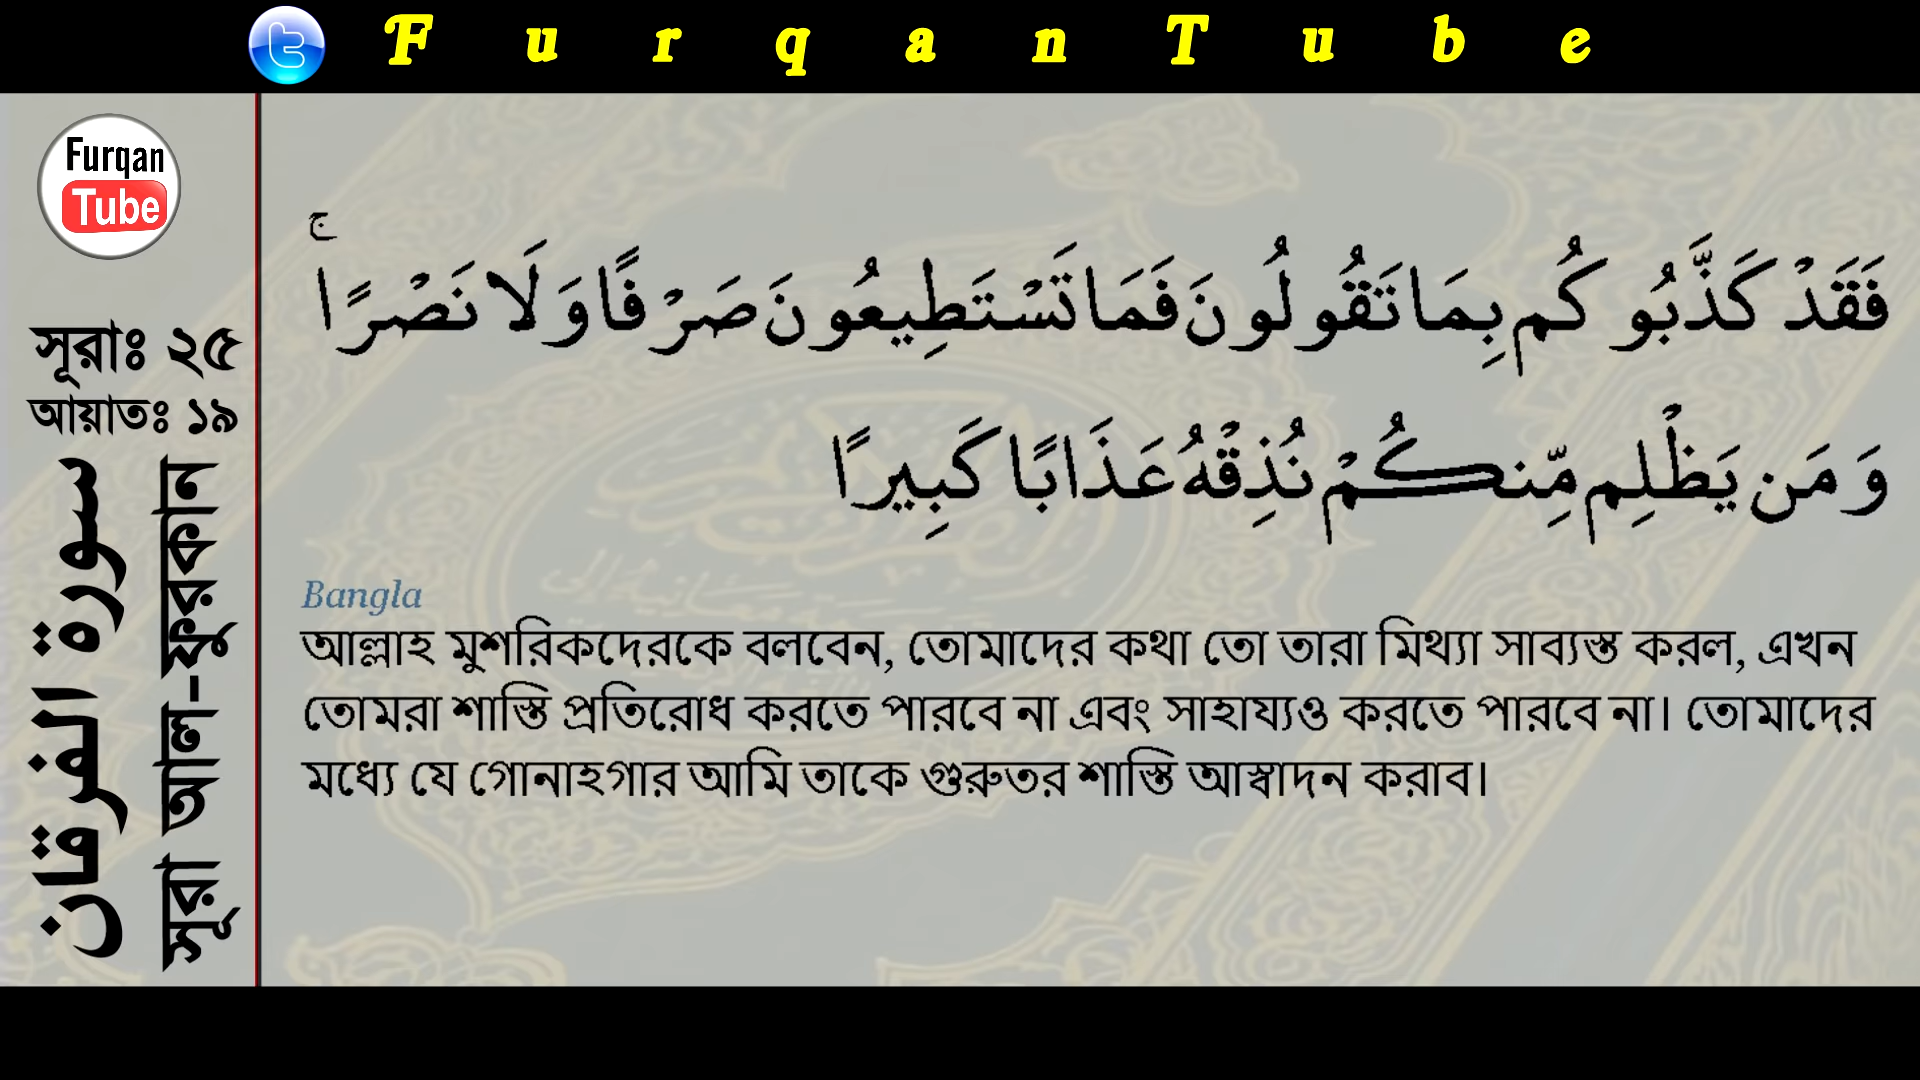 F u r q a n T u b e
Furqan
Tube
সূরাঃ ২৫
আয়াতঃ ১৯
سورة الفرقان
সূরা আল-ফুরকান
فَقَدْ كَذَّبُوكُم بِمَا تَقُولُونَ فَمَا تَسْتَطِيعُونَ صَرْفًا وَلَا نَصْرًا ۚ
وَمَن يَظْلِم مِّنكُمْ نُذِقْهُ عَذَابًا كَبِيرًا
Bangla
আল্লাহ মুশরিকদেরকে বলবেন, তোমাদের কথা তো তারা মিথ্যা সাব্যস্ত করল, এখন
তোমরা শাস্তি প্রতিরোধ করতে পারবে না এবং সাহায্যও করতে পারবে না। তোমাদের
মধ্যে যে গোনাহগার আমি তাকে গুরুতর শাস্তি আস্বাদন করাব।